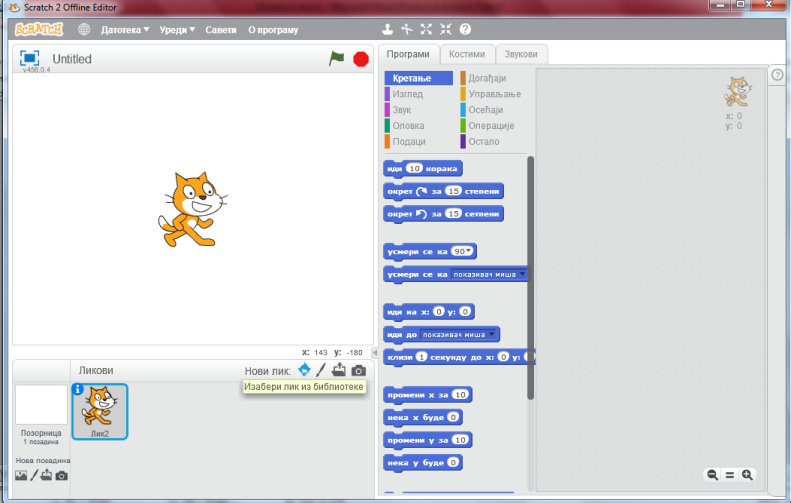 Scratch 2 Offline Editor
SCRATCH Датотека Уреди Савети О програму
Untitled
v456.0.4
Програми Костими Звукови
Кретање Догађаји
Изглед Управљање
Звук Осећаји
Оловка Операције
Подаци Остало
x: 0
y: 0
иди 10 корака
окрет за 15 степени
окрет за 15 сетпени
усмери се ка 90
усмери се ка показивач миша
иди на x: 0 y: 0
иди до показивач миша
клизи 1 секунду до x: 0 y:
промени x за 10
нека x буде 0
промени y за 10
нека y буде 0
x: 143 y: -180
Ликови Нови лик:
Изабери лик из библиотеке
Лик2
Позорница
1 позадина
Нова позадина